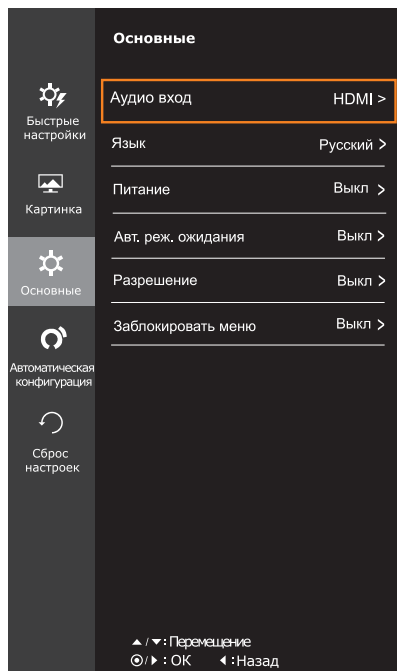 Основные
Быстрые
настройки
Картинка
Основные
Автоматическая
конфигурация
Сброс
настроек
Аудио вход HDMI >
Язык Русский >
Питание Выкл >
Авт. реж. ожидания Выкл >
Разрешение Выкл >
Заблокировать меню Выкл >
▲ / ▼ : Перемещение
◉/▶ : OK ◀ : Назад